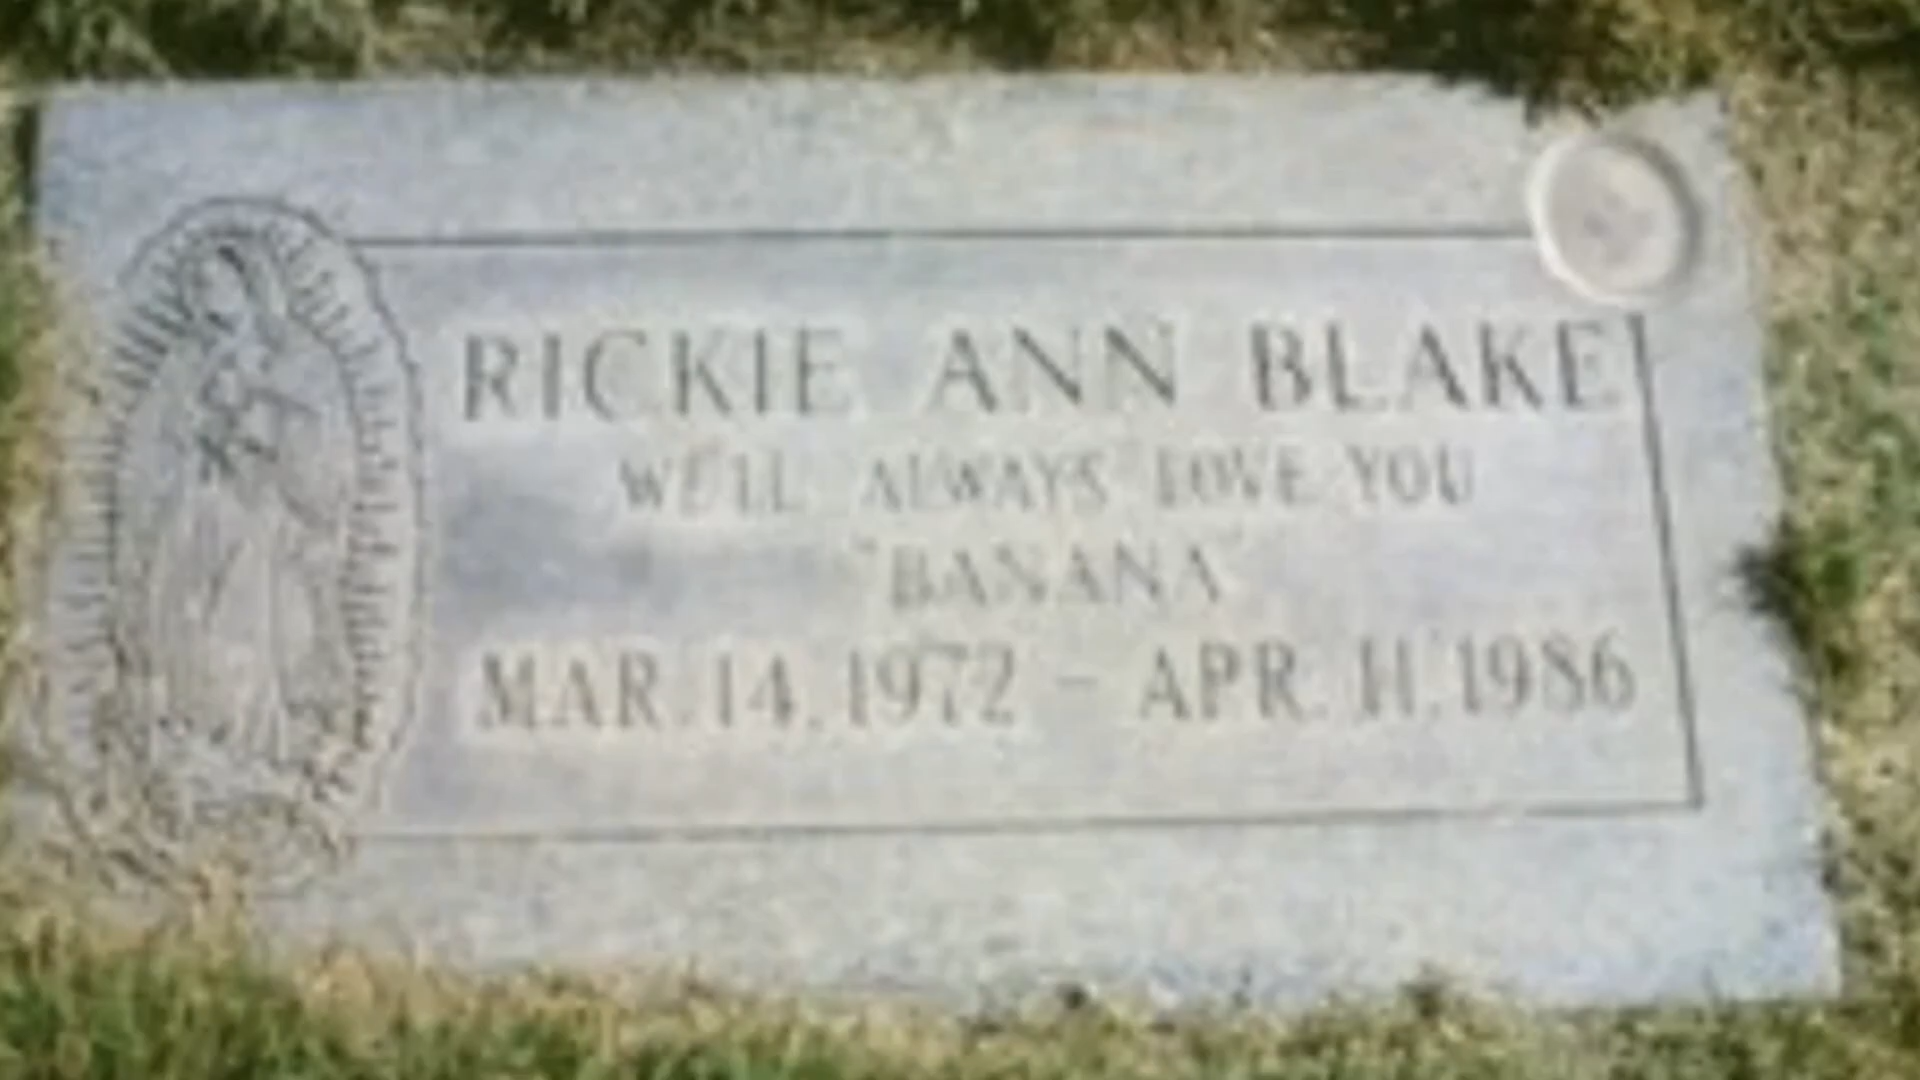 RICKIE ANN BLAKE
WE'LL ALWAYS LOVE YOU
"BANANA"
MAR. 14, 1972 - APR. 11, 1986